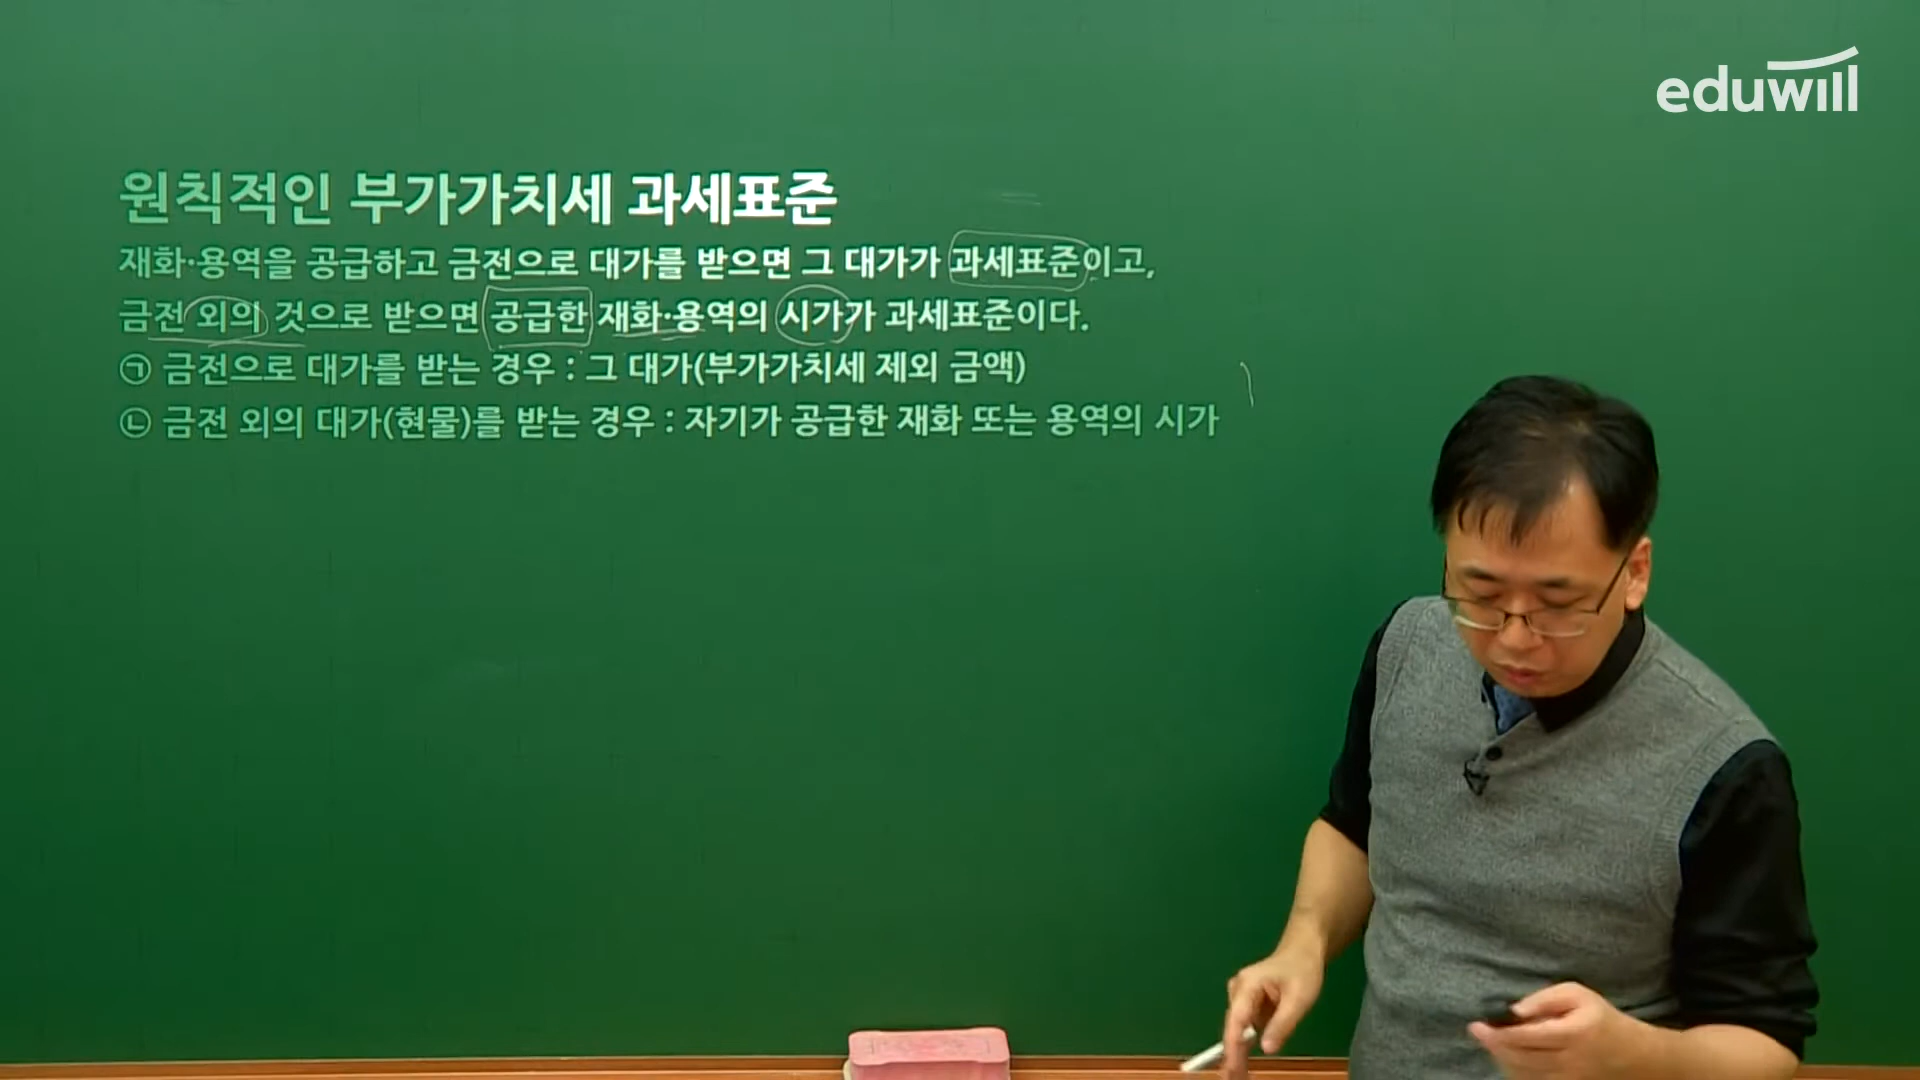 eduwill
원칙적인 부가가치세 과세표준
재화·용역을 공급하고 금전으로 대가를 받으면 그 대가가 과세표준이고,
금전 외의 것으로 받으면 공급한 재화·용역의 시가가 과세표준이다.
㉠ 금전으로 대가를 받는 경우 : 그 대가(부가가치세 제외 금액)
㉡ 금전 외의 대가(현물)를 받는 경우 : 자기가 공급한 재화 또는 용역의 시가